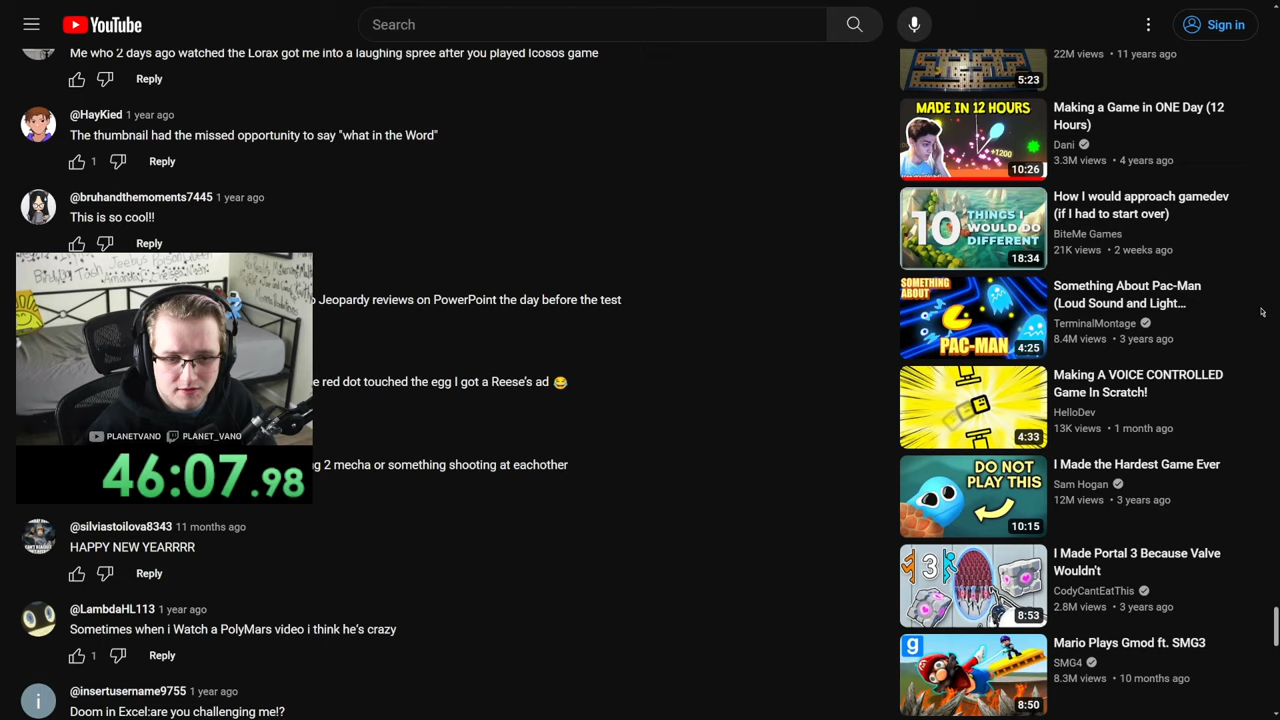 YouTube
Search
Sign in
Me who 2 days ago watched the Lorax got me into a laughing spree after you played Icosos game
Reply
@HayKied 1 year ago
The thumbnail had the missed opportunity to say "what in the Word"
1
Reply
@bruhandthemoments7445 1 year ago
This is so cool!!
Reply
Jeopardy reviews on PowerPoint the day before the test
e red dot touched the egg I got a Reese's ad 😂
PLANETVANO PLANET_VANO
46:07.98
g 2 mecha or something shooting at eachother
@silviastoilova8343 11 months ago
HAPPY NEW YEARRRR
Reply
@LambdaHL113 1 year ago
Sometimes when i Watch a PolyMars video i think he's crazy
1
Reply
i
@insertusername9755 1 year ago
Doom in Excel:are you challenging me!?
5:23
22M views • 11 years ago
MADE IN 12 HOURS
+1200
10:26
Making a Game in ONE Day (12
Hours)
Dani
3.3M views • 4 years ago
10 THINGS I
WOULD DO
DIFFERENT
18:34
How I would approach gamedev
(if I had to start over)
BiteMe Games
21K views • 2 weeks ago
SOMETHING
ABOUT
PAC-MAN
4:25
Something About Pac-Man
(Loud Sound and Light...
TerminalMontage
8.4M views • 3 years ago
4:33
Making A VOICE CONTROLLED
Game In Scratch!
HelloDev
13K views • 1 month ago
DO NOT
PLAY THIS
10:15
I Made the Hardest Game Ever
Sam Hogan
12M views • 3 years ago
3
8:53
I Made Portal 3 Because Valve
Wouldn't
CodyCantEatThis
2.8M views • 3 years ago
g
8:50
Mario Plays Gmod ft. SMG3
SMG4
8.3M views • 10 months ago